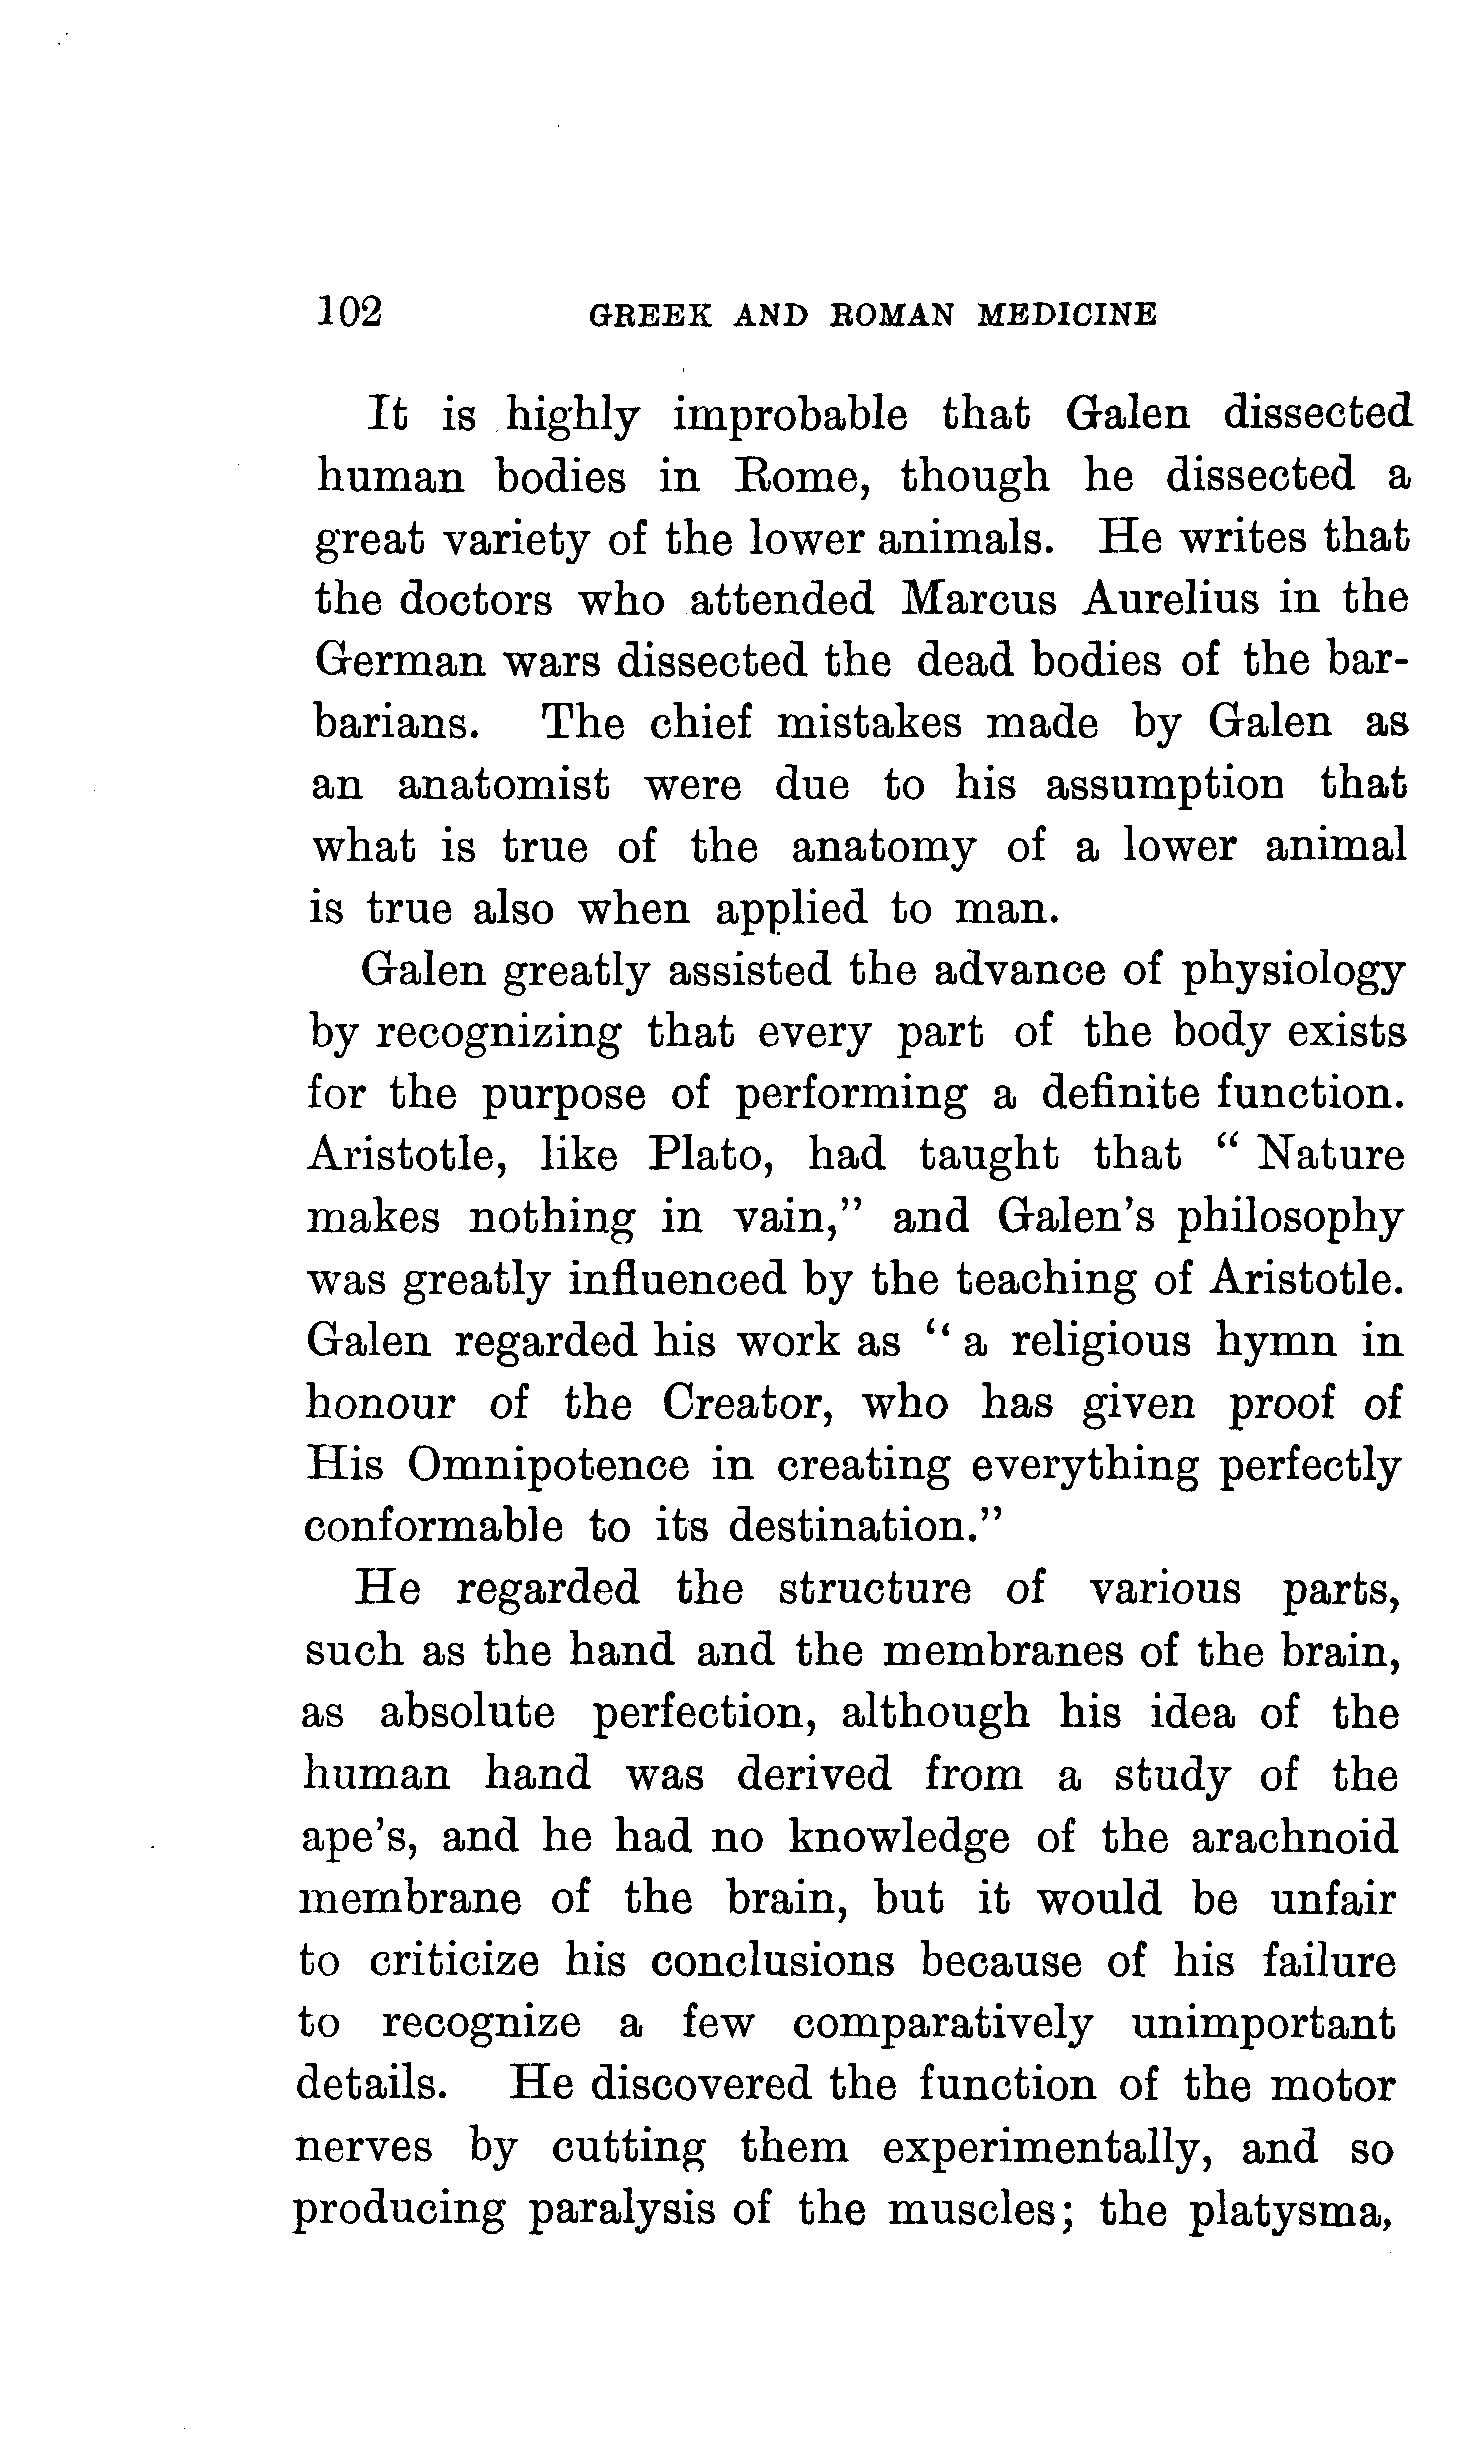 102 GREEK AND ROMAN MEDICINE
It is highly improbable that Galen dissected
human bodies in Rome, though he dissected a
great variety of the lower animals. He writes that
the doctors who attended Marcus Aurelius in the
German wars dissected the dead bodies of the bar-
barians. The chief mistakes made by Galen as
an anatomist were due to his assumption that
what is true of the anatomy of a lower animal
is true also when applied to man.
Galen greatly assisted the advance of physiology
by recognizing that every part of the body exists
for the purpose of performing a definite function.
Aristotle, like Plato, had taught that “ Nature
makes nothing in vain,” and Galen’s philosophy
was greatly influenced by the teaching of Aristotle.
Galen regarded his work as “ a religious hymn in
honour of the Creator, who has given proof of
His Omnipotence in creating everything perfectly
conformable to its destination.”
He regarded the structure of various parts,
such as the hand and the membranes of the brain,
as absolute perfection, although his idea of the
human hand was derived from a study of the
ape’s, and he had no knowledge of the arachnoid
membrane of the brain, but it would be unfair
to criticize his conclusions because of his failure
to recognize a few comparatively unimportant
details. He discovered the function of the motor
nerves by cutting them experimentally, and so
producing paralysis of the muscles; the platysma,